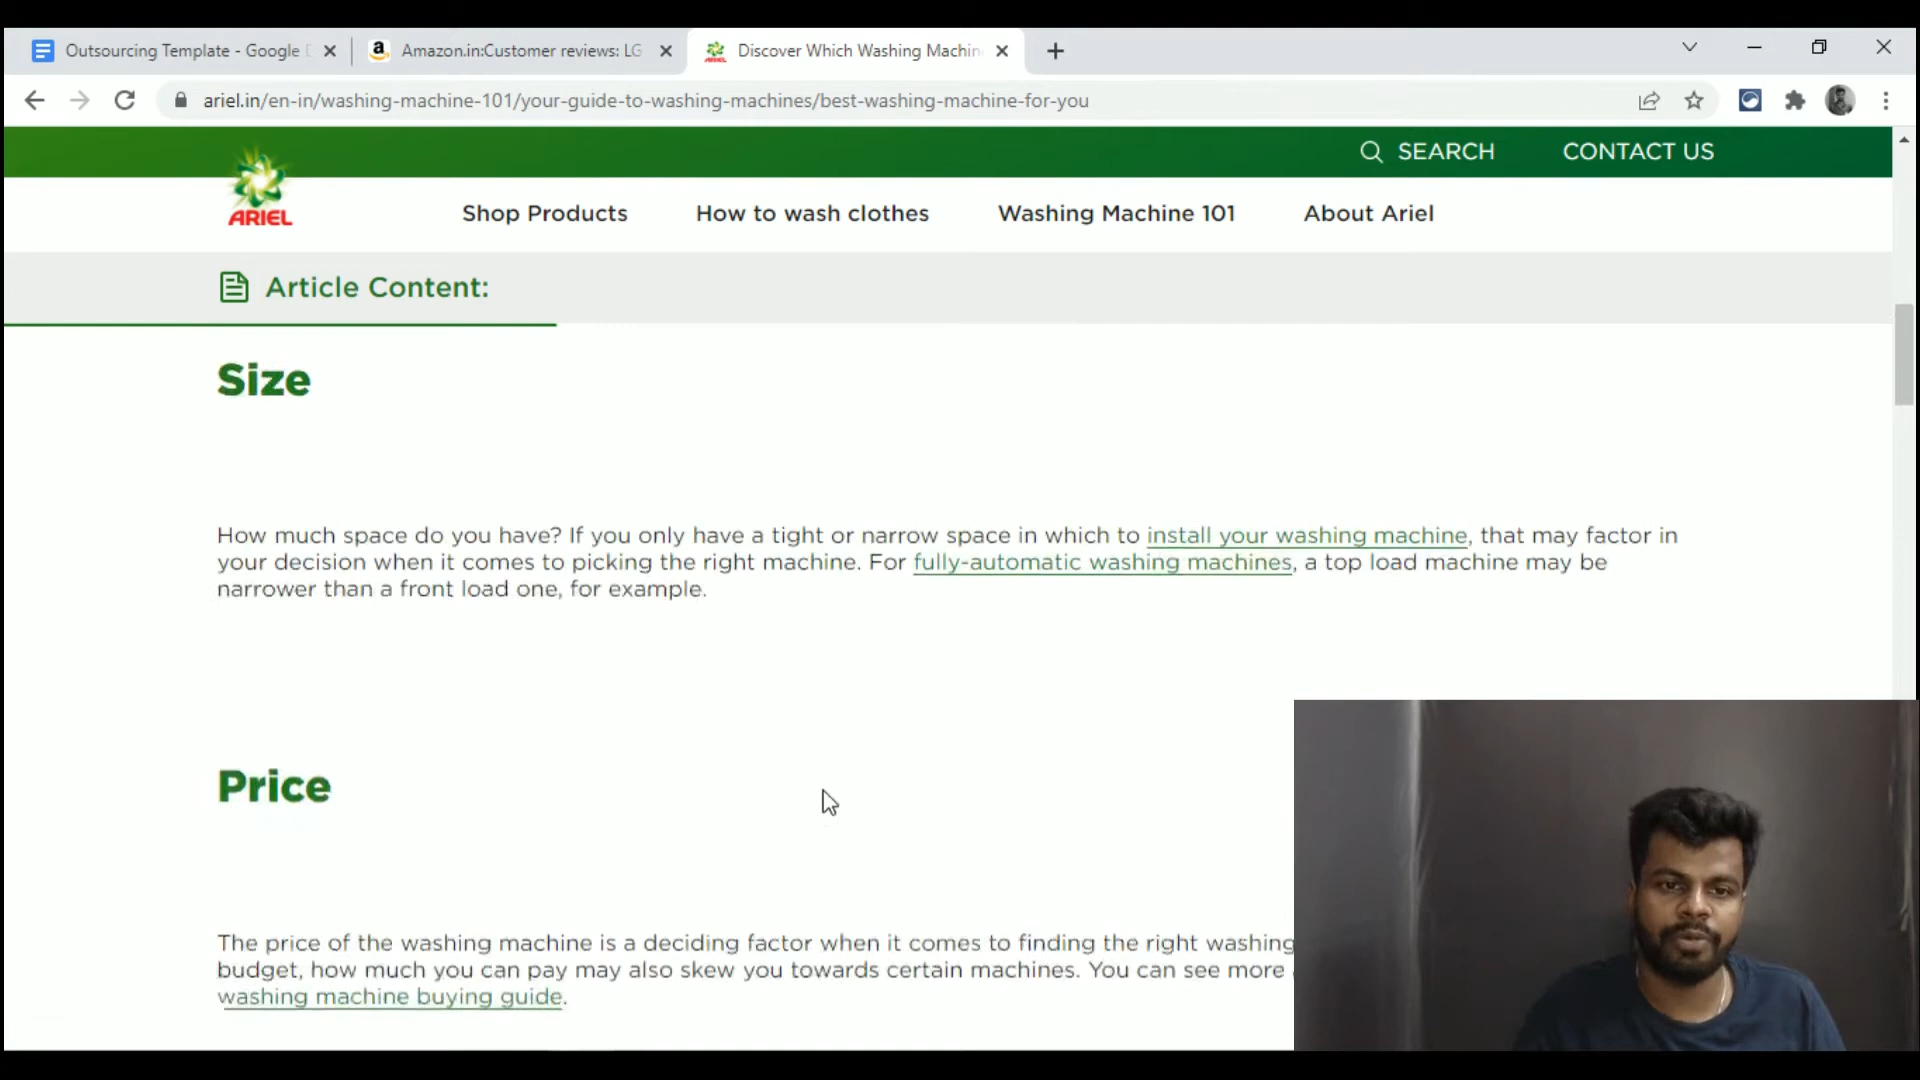 Outsourcing Template - Google
Amazon.in:Customer reviews: LG
Discover Which Washing Machin
ariel.in/en-in/washing-machine-101/your-guide-to-washing-machines/best-washing-machine-for-you
SEARCH
CONTACT US
ARIEL
Shop Products
How to wash clothes
Washing Machine 101
About Ariel
Article Content:
Size
How much space do you have? If you only have a tight or narrow space in which to install your washing machine, that may factor in
your decision when it comes to picking the right machine. For fully-automatic washing machines, a top load machine may be
narrower than a front load one, for example.
Price
The price of the washing machine is a deciding factor when it comes to finding the right washing
budget, how much you can pay may also skew you towards certain machines. You can see more
washing machine buying guide.